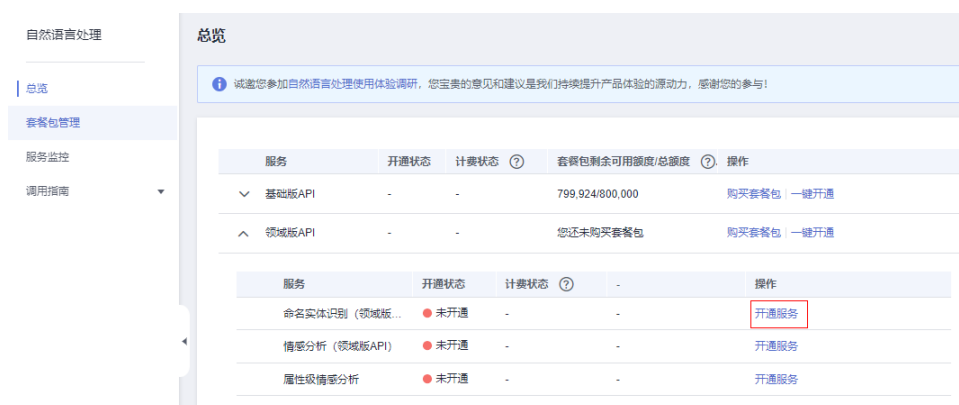 自然语言处理
总览
总览
诚邀您参加自然语言处理使用体验调研，您宝贵的意见和建议是我们持续提升产品体验的源动力，感谢您的参与！
套餐包管理
服务监控
调用指南
服务 开通状态 计费状态 ? 套餐包剩余可用额度/总额度 ? 操作
基础版API - - 799,924/800,000 购买套餐包 | 一键开通
领域版API - - 您还未购买套餐包 购买套餐包 | 一键开通
服务 开通状态 计费状态 ? - 操作
命名实体识别（领域版... 未开通 - - 开通服务
情感分析（领域版API） 未开通 - - 开通服务
属性级情感分析 未开通 - - 开通服务